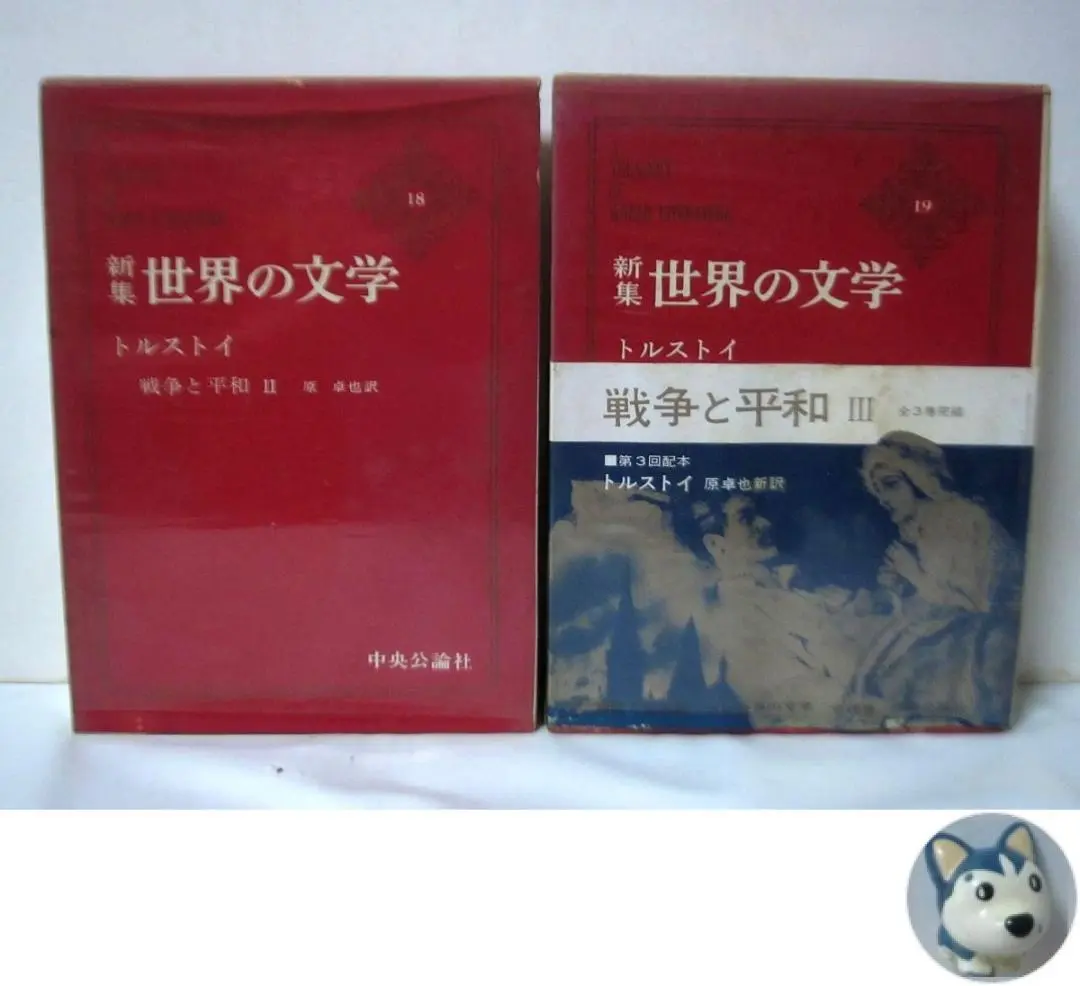 18
新集 世界の文学
トルストイ
戦争と平和 II 原 卓也訳
中央公論社
19
新集 世界の文学
トルストイ
戦争と平和 III 全3巻完結
■第3回配本
トルストイ 原卓也新訳